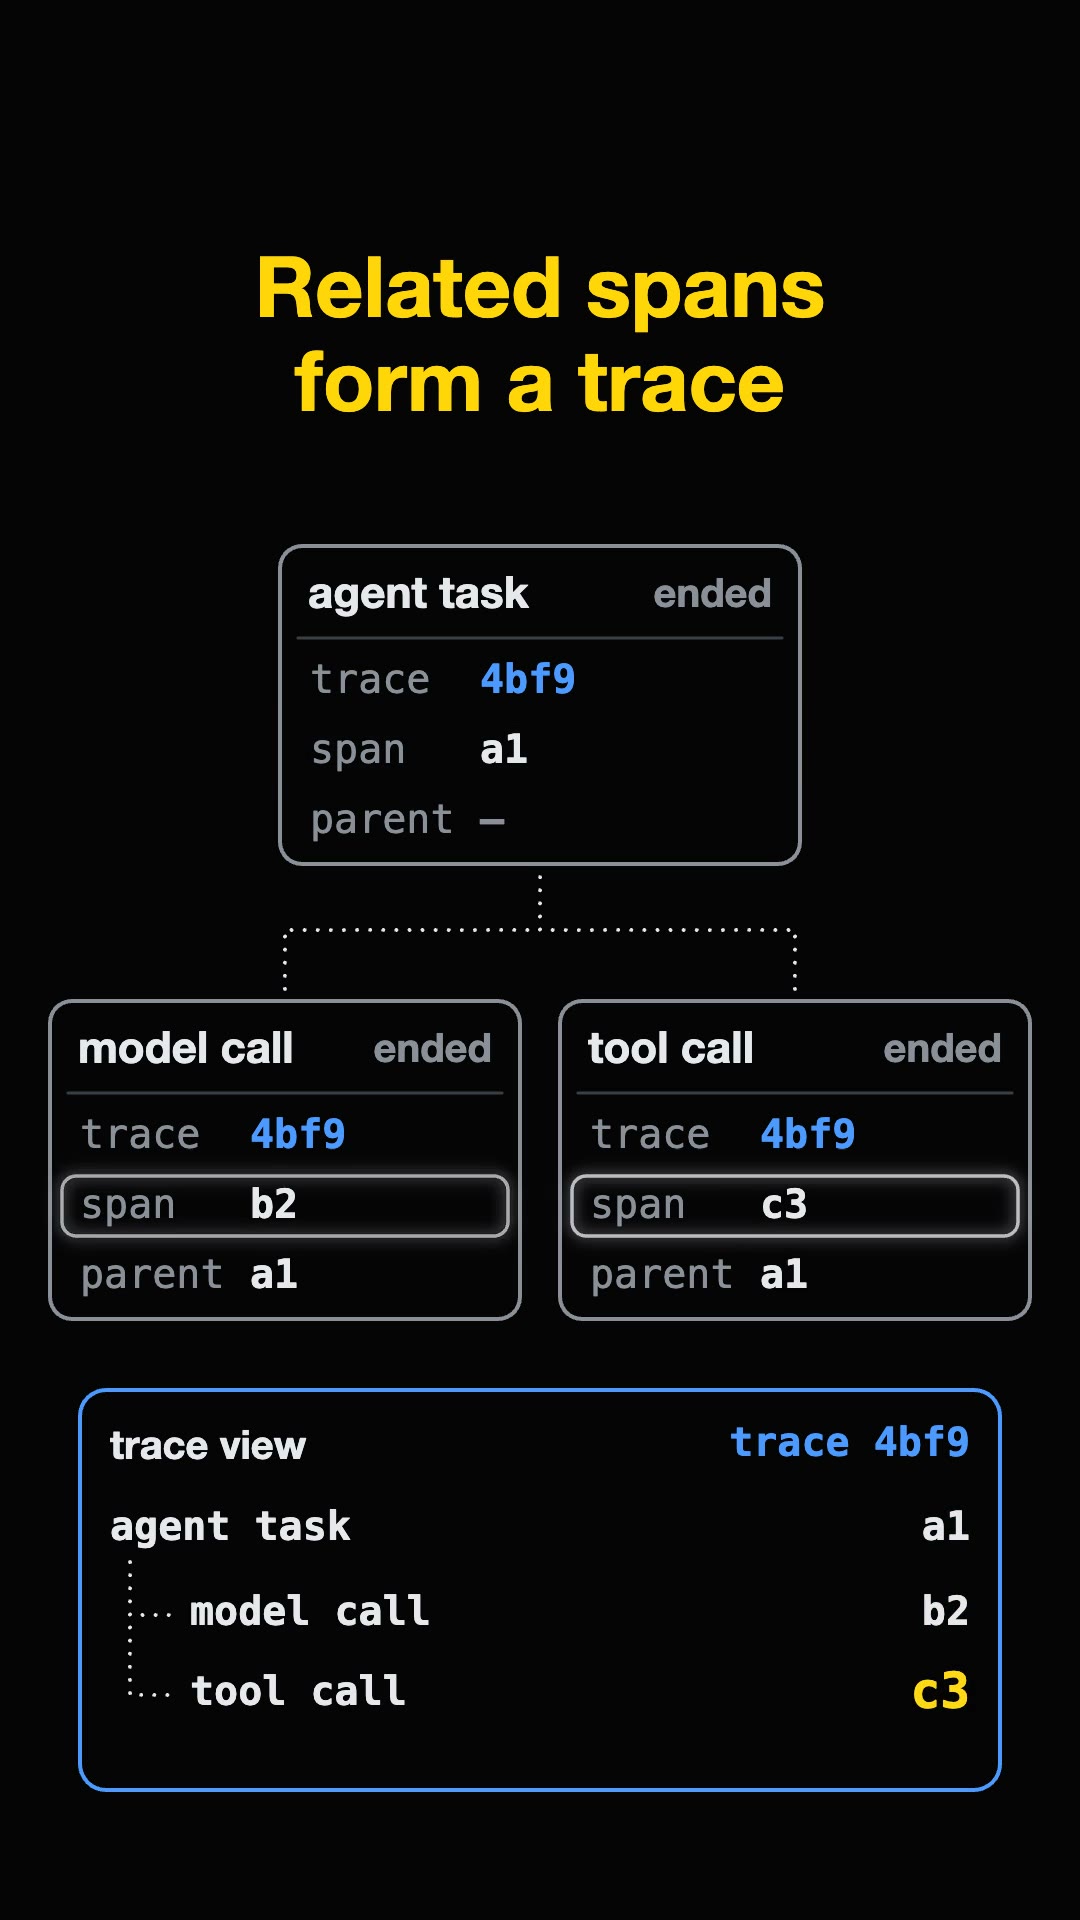 Related spans
form a trace
agent task ended
trace 4bf9
span a1
parent –
model call ended
trace 4bf9
span b2
parent a1
tool call ended
trace 4bf9
span c3
parent a1
trace view trace 4bf9
agent task a1
model call b2
tool call c3